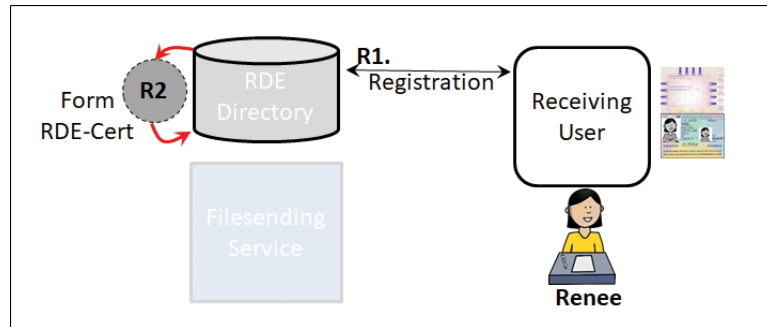 R1.
Registration
RDE
Directory
R2
Form
RDE-Cert
Receiving
User
Filesending
Service
Renee